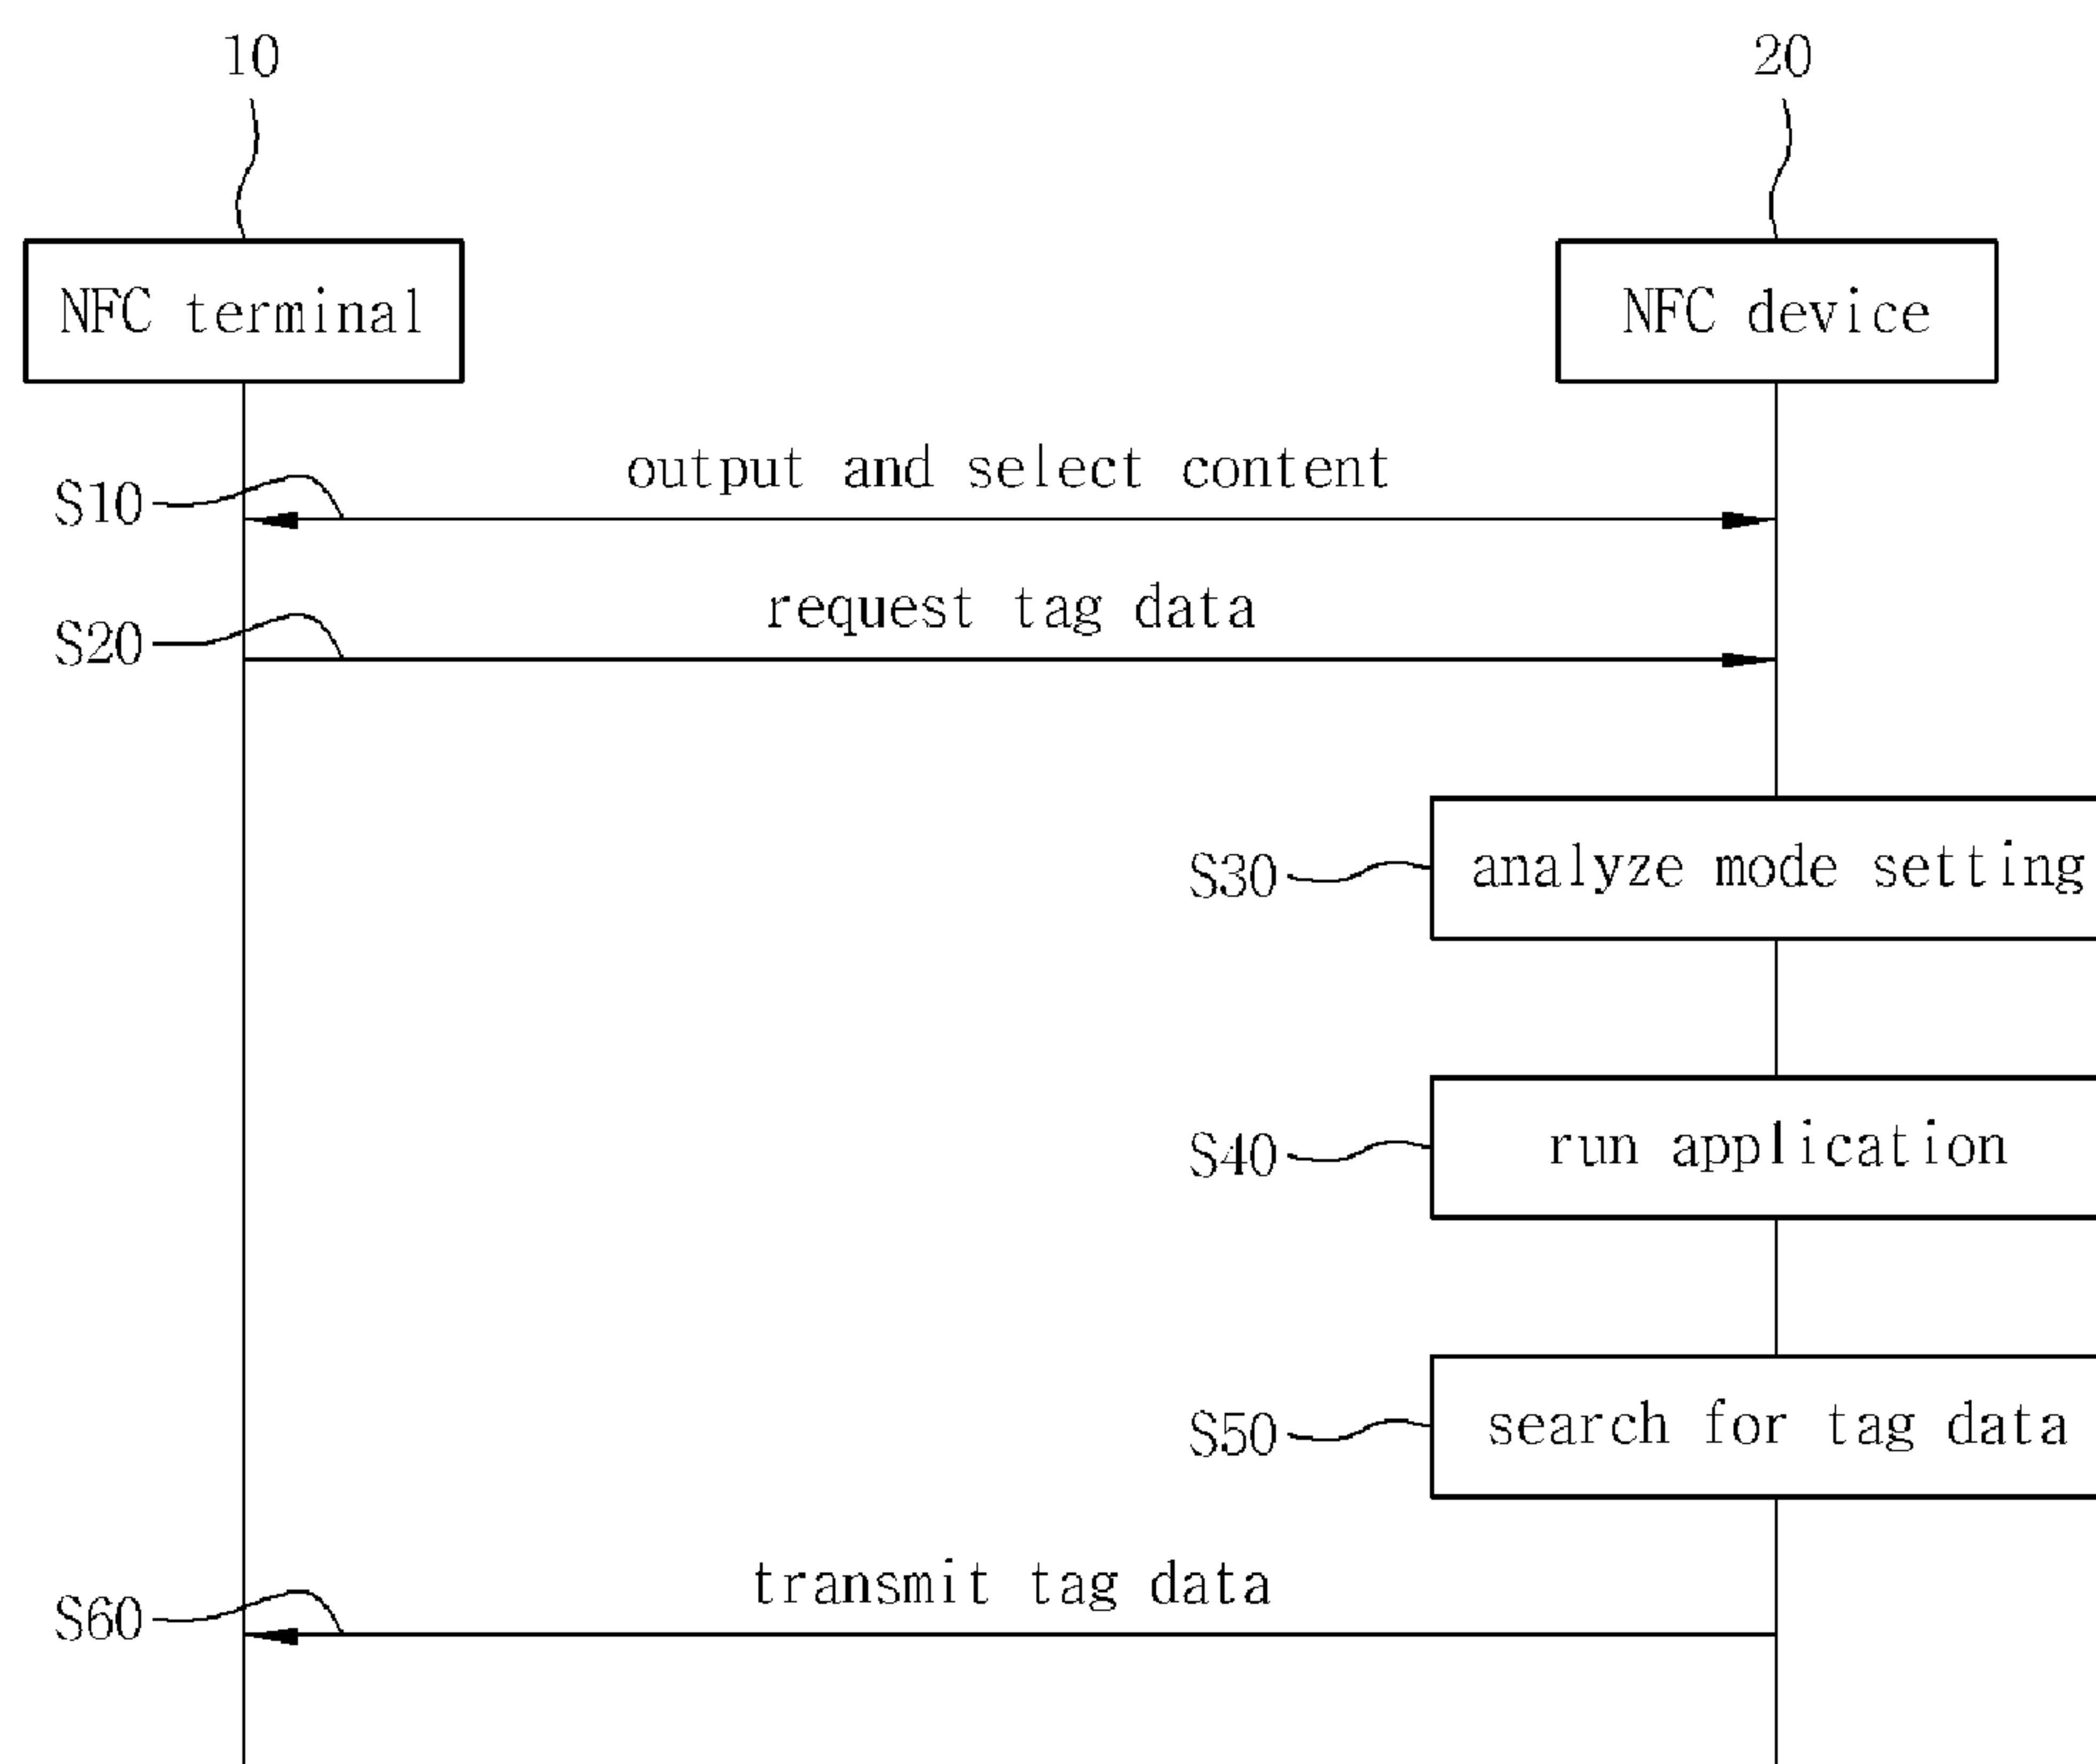 10
20
NFC terminal
NFC device
output and select content
S10
request tag data
S20
S30
analyze mode setting
S40
run application
S50
search for tag data
transmit tag data
S60